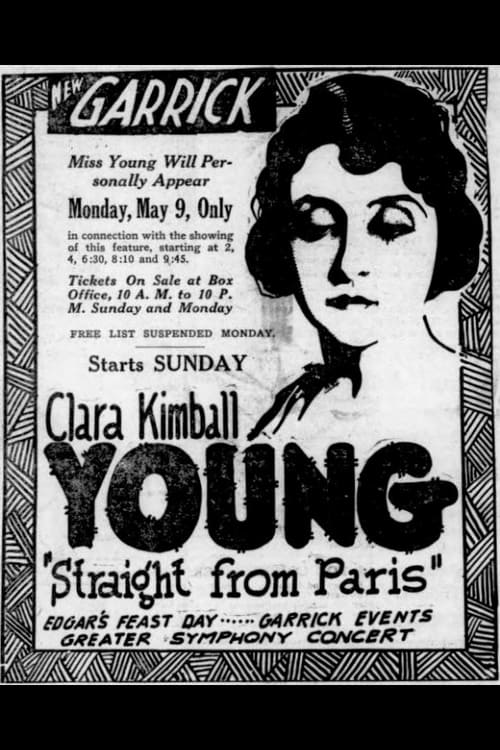 NEW GARRICK
Miss Young Will Per-
sonally Appear
Monday, May 9, Only
in connection with the showing
of this feature, starting at 2,
4, 6:30, 8:10 and 9:45.
Tickets On Sale at Box
Office, 10 A. M. to 10 P.
M. Sunday and Monday
FREE LIST SUSPENDED MONDAY.
Starts SUNDAY
Clara Kimball
YOUNG
"Straight from Paris"
EDGAR'S FEAST DAY...... GARRICK EVENTS
GREATER SYMPHONY CONCERT